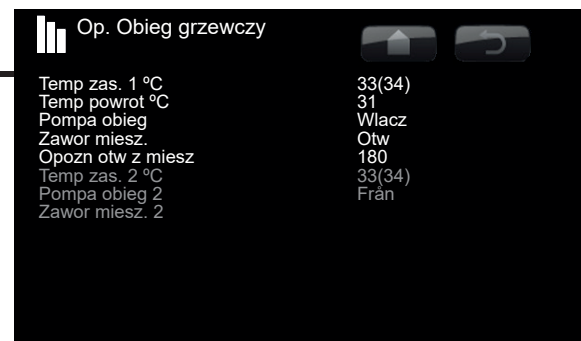 Op. Obieg grzewczy
Temp zas. 1 ºC 33(34)
Temp powrot ºC 31
Pompa obieg Wlacz
Zawor miesz. Otw
Opozn otw z miesz 180
Temp zas. 2 ºC 33(34)
Pompa obieg 2 Från
Zawor miesz. 2